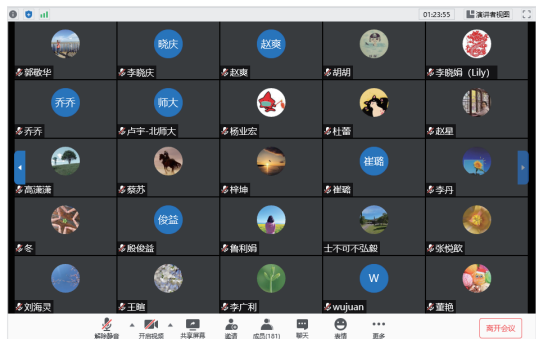 01:23:55 演讲者视图
晓庆 赵爽
郭敬华 李晓庆 赵爽 胡胡 李晓娟（Lily）
乔乔 师大
乔乔 卢宇-北师大 杨业宏 杜蕾 赵星
崔璐
高潇潇 蔡苏 梓坤 崔璐 李丹
俊益
冬 殷俊益 鲁利娟 士不可不弘毅 张悦歆
W
刘海灵 王暄 李广利 wujuan 董艳
解除静音 开启视频 共享屏幕 邀请 成员(181) 聊天 表情 更多 离开会议